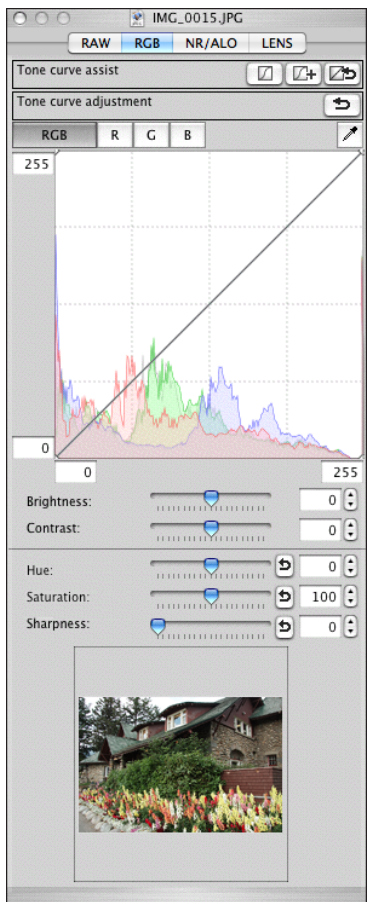 IMG_0015.JPG
RAW RGB NR/ALO LENS
Tone curve assist
Tone curve adjustment
RGB R G B
255
0
0 255
Brightness: 0
Contrast: 0
Hue: 0
Saturation: 100
Sharpness: 0